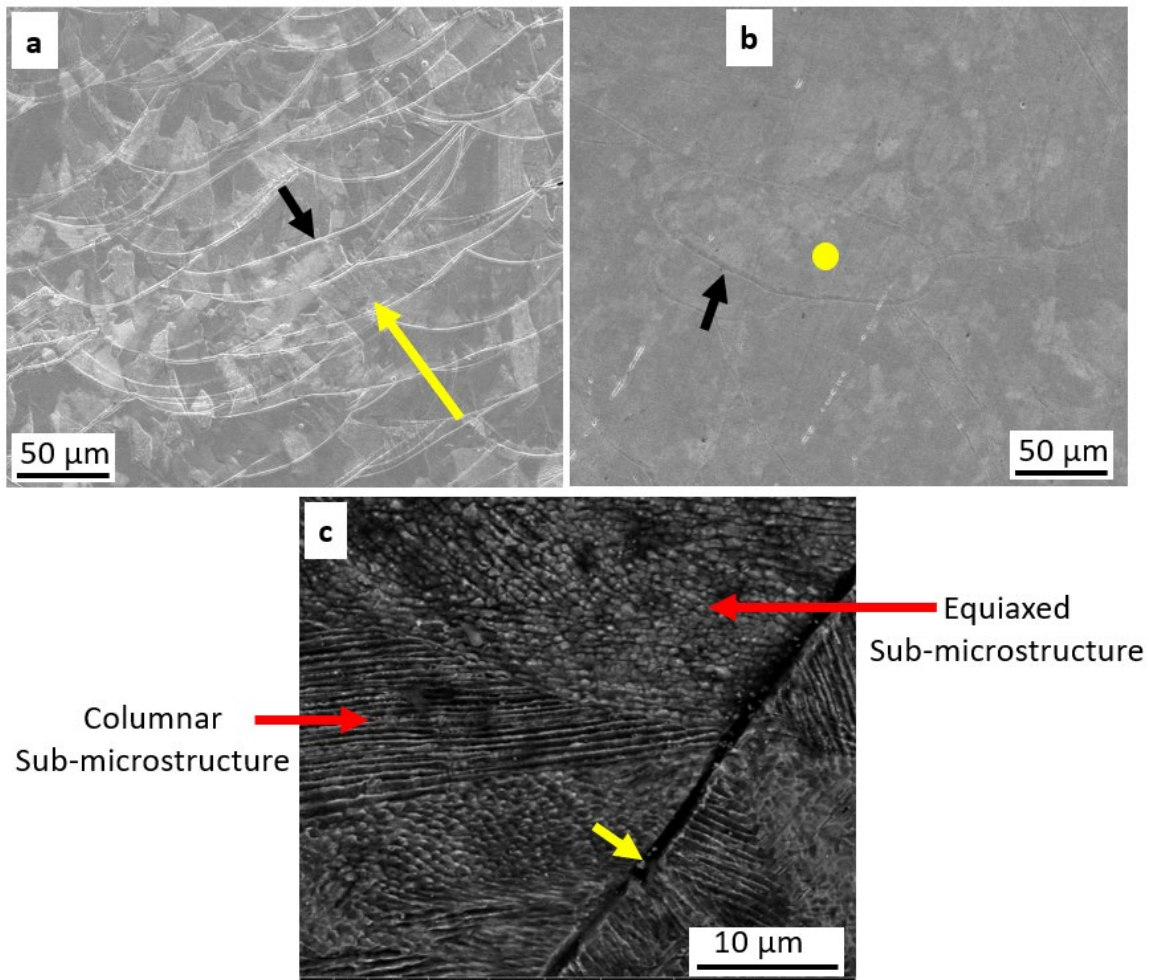 a
b
50 μm
50 μm
c
Equiaxed
Sub-microstructure
Columnar
Sub-microstructure
10 μm